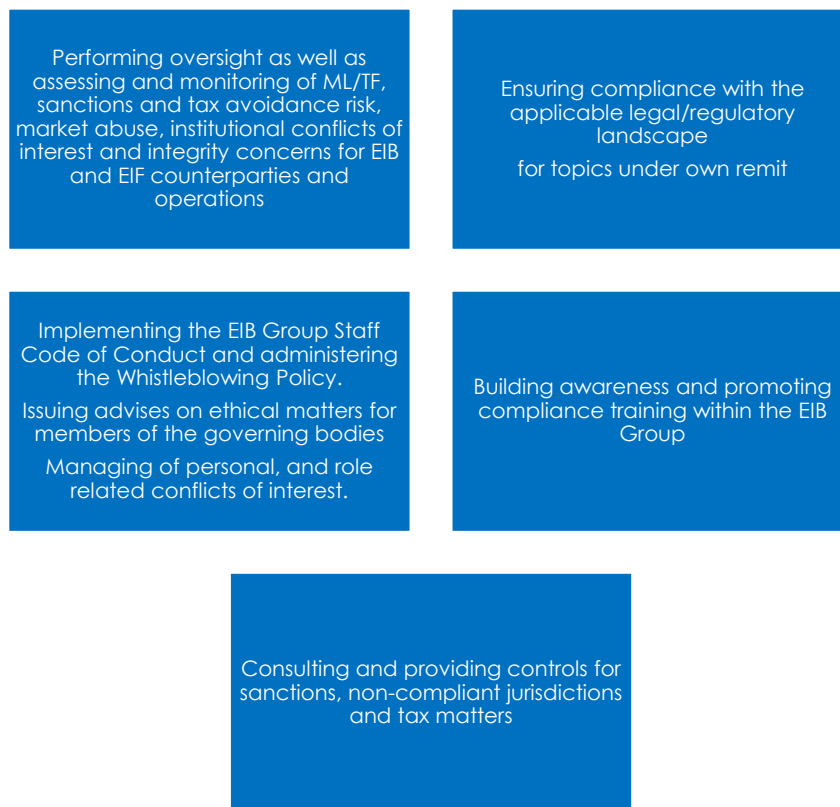 Performing oversight as well as
assessing and monitoring of ML/TF,
sanctions and tax avoidance risk,
market abuse, institutional conflicts of
interest and integrity concerns for EIB
and EIF counterparties and
operations
Ensuring compliance with the
applicable legal/regulatory
landscape
for topics under own remit
Implementing the EIB Group Staff
Code of Conduct and administering
the Whistleblowing Policy.
Issuing advises on ethical matters for
members of the governing bodies
Managing of personal, and role
related conflicts of interest.
Building awareness and promoting
compliance training within the EIB
Group
Consulting and providing controls for
sanctions, non-compliant jurisdictions
and tax matters